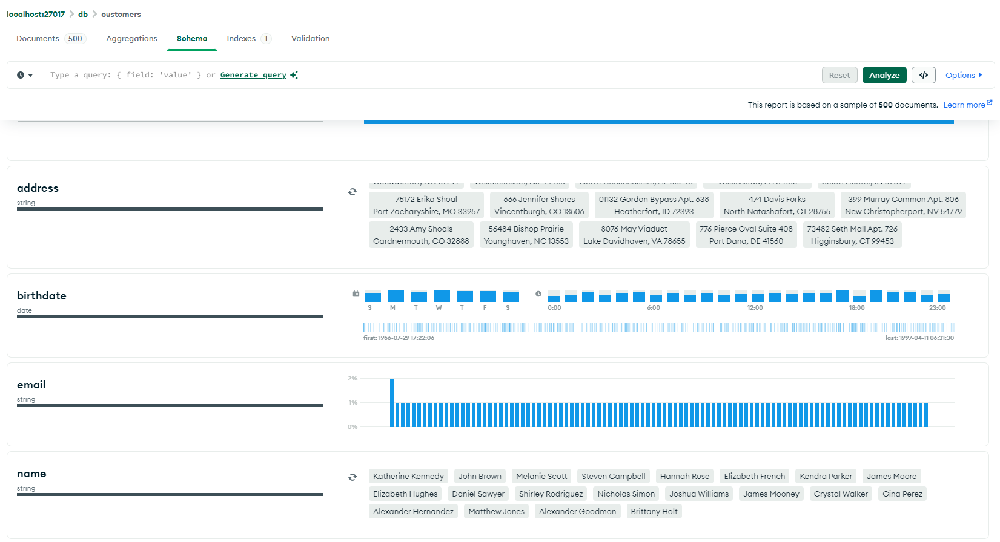 localhost:27017 > db > customers
Documents 500 Aggregations Schema Indexes 1 Validation
Type a query: { field: 'value' } or Generate query Reset Analyze </> Options
This report is based on a sample of 500 documents. Learn more
address
string
75172 Erika Shoal
Port Zacharyshire, MO 33957
666 Jennifer Shores
Vincentburgh, CO 13506
01132 Gordon Bypass Apt. 638
Heatherfort, ID 72393
474 Davis Forks
North Natashafort, CT 28755
399 Murray Common Apt. 806
New Christopherport, NV 54779
2433 Amy Shoals
Gardnermouth, CO 32888
56484 Bishop Prairie
Younghaven, NC 13553
8076 May Viaduct
Lake Davidhaven, VA 78655
776 Pierce Oval Suite 408
Port Dana, DE 41560
73482 Seth Mall Apt. 726
Higginsbury, CT 99453
birthdate
date
S M T W T F S
0:00 6:00 12:00 18:00 23:00
first: 1966-07-29 17:22:06
last: 1997-04-11 06:31:30
email
string
2%
1%
0%
name
string
Katherine Kennedy John Brown Melanie Scott Steven Campbell Hannah Rose Elizabeth French Kendra Parker James Moore
Elizabeth Hughes Daniel Sawyer Shirley Rodriguez Nicholas Simon Joshua Williams James Mooney Crystal Walker Gina Perez
Alexander Hernandez Matthew Jones Alexander Goodman Brittany Holt